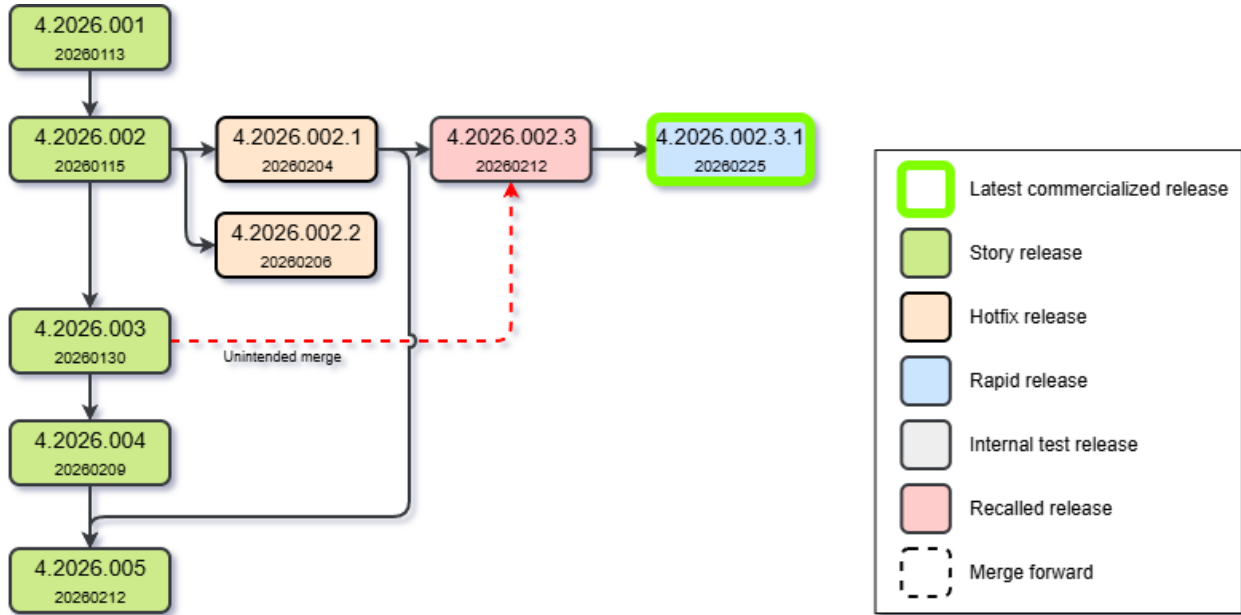 4.2026.001
20260113
4.2026.002
20260115
4.2026.002.1
20260204
4.2026.002.3
20260212
4.2026.002.3.1
20260225
4.2026.002.2
20260206
4.2026.003
20260130
Unintended merge
4.2026.004
20260209
4.2026.005
20260212
Latest commercialized release
Story release
Hotfix release
Rapid release
Internal test release
Recalled release
Merge forward